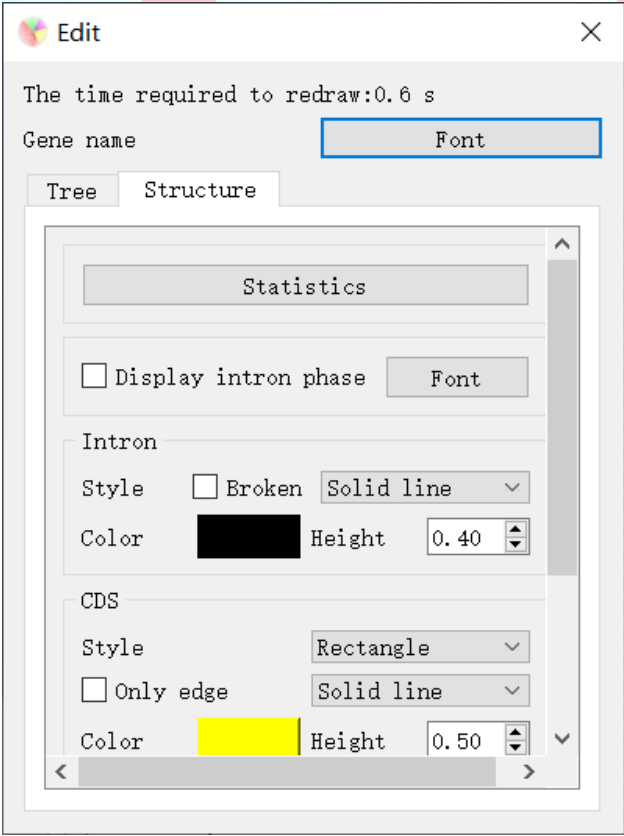 Edit
The time required to redraw:0.6 s
Gene name Font
Tree Structure
Statistics
Display intron phase Font
Intron
Style Broken Solid line
Color Height 0.40
CDS
Style Rectangle
Only edge Solid line
Color Height 0.50